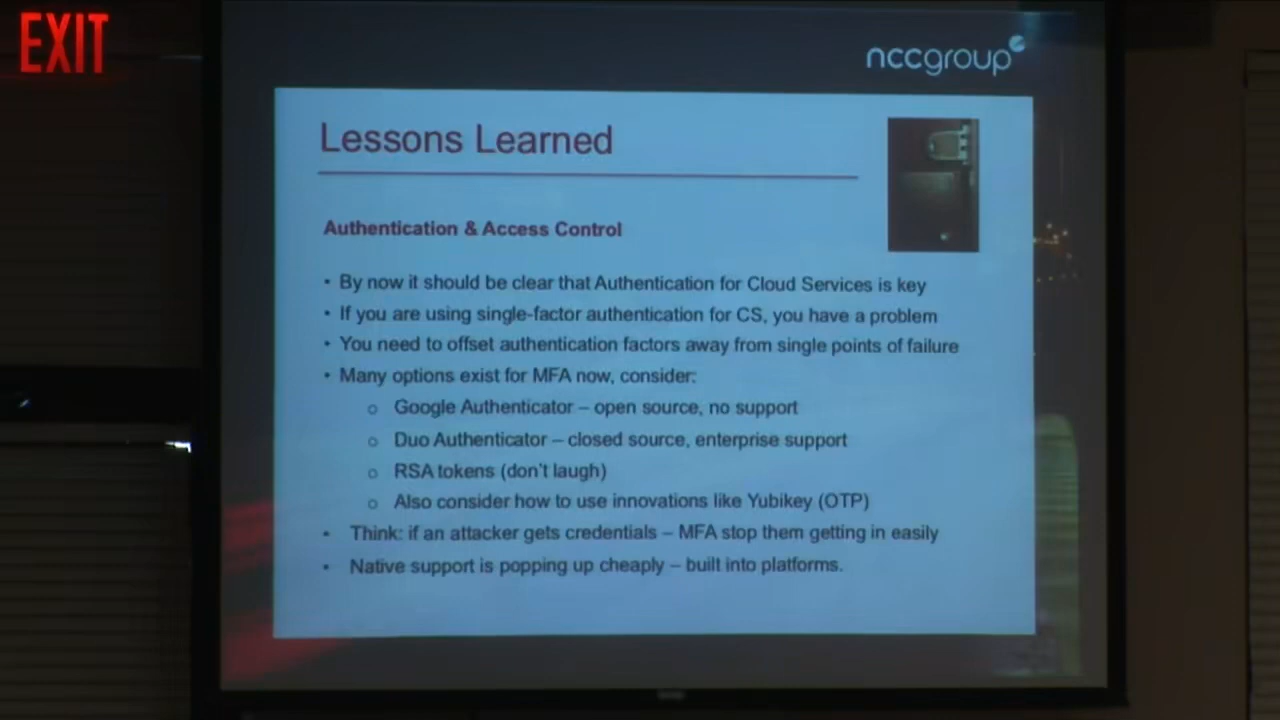 EXIT
nccgroup
Lessons Learned
Authentication & Access Control
• By now it should be clear that Authentication for Cloud Services is key
• If you are using single-factor authentication for CS, you have a problem
• You need to offset authentication factors away from single points of failure
• Many options exist for MFA now, consider:
o Google Authenticator – open source, no support
o Duo Authenticator – closed source, enterprise support
o RSA tokens (don't laugh)
o Also consider how to use innovations like Yubikey (OTP)
• Think: if an attacker gets credentials – MFA stop them getting in easily
• Native support is popping up cheaply – built into platforms.